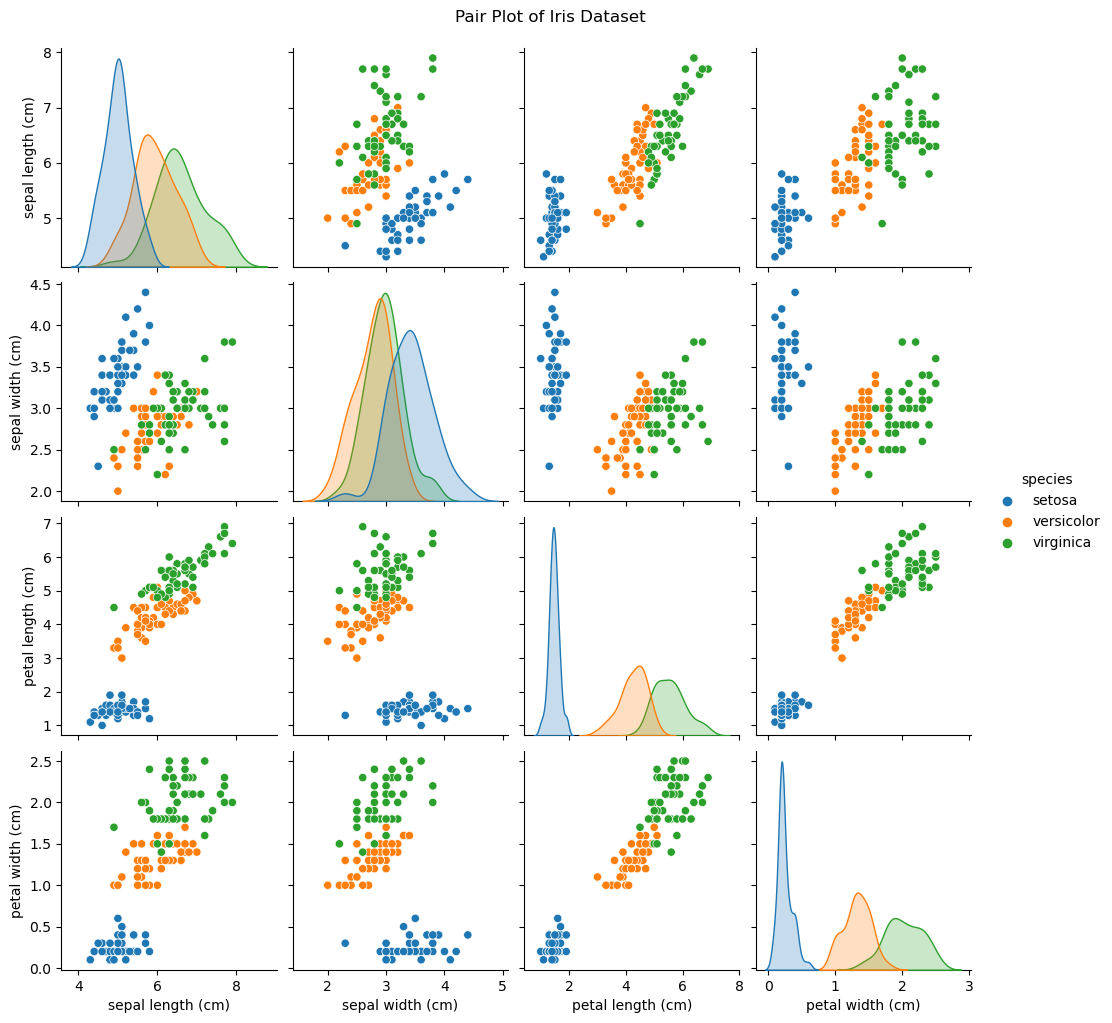 Pair Plot of Iris Dataset
8
7
6
5
sepal length (cm)
4.5
4.0
3.5
3.0
2.5
2.0
sepal width (cm)
species
setosa
versicolor
virginica
7
6
5
4
3
2
1
petal length (cm)
2.5
2.0
1.5
1.0
0.5
0.0
petal width (cm)
4 6 8 2 3 4 5 2 4 6 8 0 1 2 3
sepal length (cm) sepal width (cm) petal length (cm) petal width (cm)